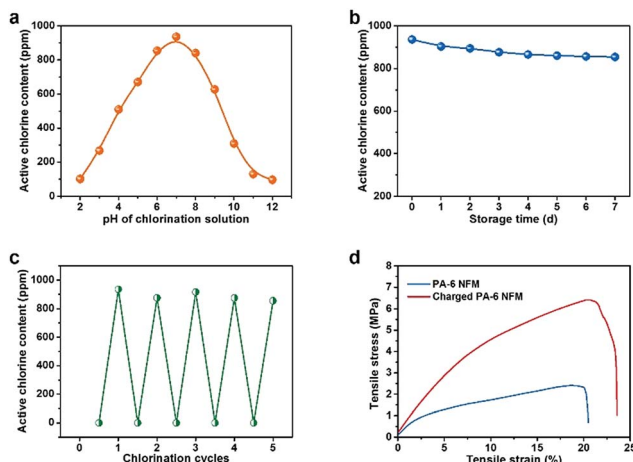 a
Active chlorine content (ppm)
1000
800
600
400
200
0
2 4 6 8 10 12
pH of chlorination solution
b
Active chlorine content (ppm)
1000
800
600
400
200
0 1 2 3 4 5 6 7
Storage time (d)
c
Active chlorine content (ppm)
1000
800
600
400
200
0
0 1 2 3 4 5
Chlorination cycles
d
Tensile stress (MPa)
8
7
6
5
4
3
2
1
0
PA-6 NFM
Charged PA-6 NFM
0 5 10 15 20 25
Tensile strain (%)